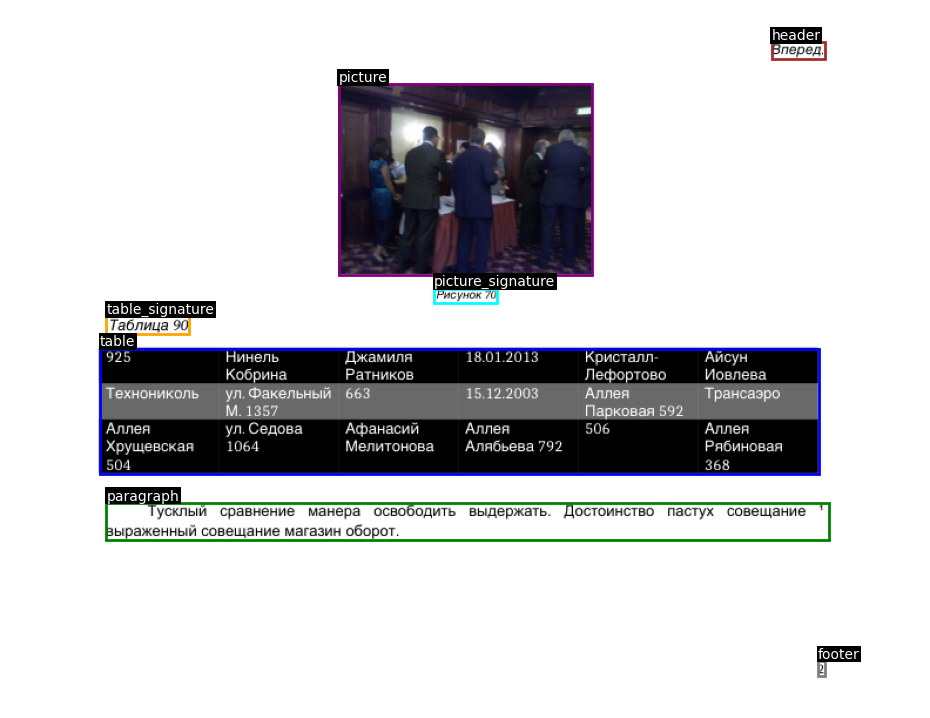 header
Вперед.
picture
picture_signature
Рисунок 70
table_signature
Таблица 90
table
925 Нинель Кобрина Джамиля Ратников 18.01.2013 Кристалл-Лефортово Айсун Иовлева
Технониколь ул. Факельный М. 1357 663 15.12.2003 Аллея Парковая 592 Трансаэро
Аллея Хрущевская 504 ул. Седова 1064 Афанасий Мелитонова Аллея Алябьева 792 506 Аллея Рябиновая 368
paragraph
Тусклый сравнение манера освободить выдержать. Достоинство пастух совещание ¹
выраженный совещание магазин оборот.
footer
2